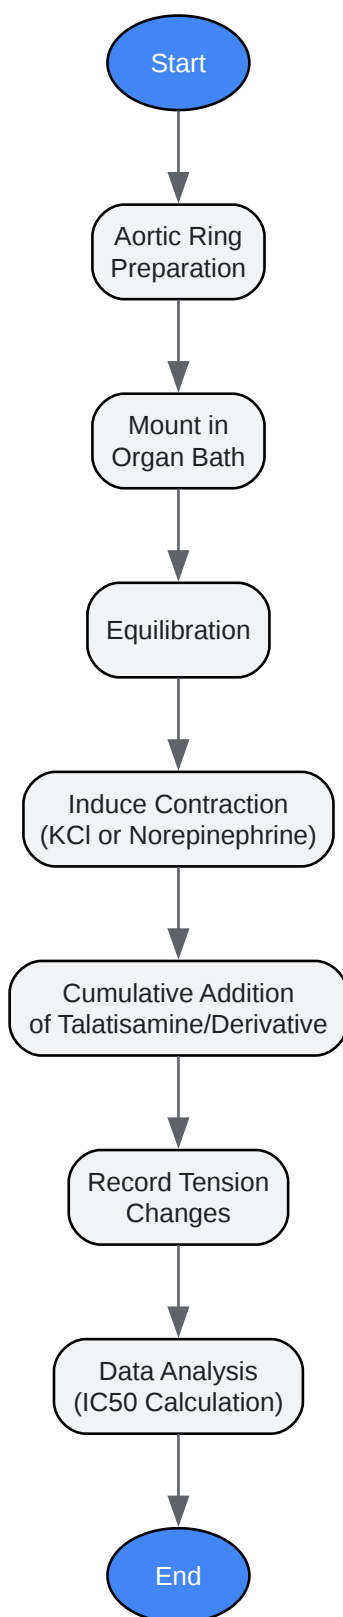 Start
Aortic Ring
Preparation
Mount in
Organ Bath
Equilibration
Induce Contraction
(KCl or Norepinephrine)
Cumulative Addition
of Talatisamine/Derivative
Record Tension
Changes
Data Analysis
(IC50 Calculation)
End